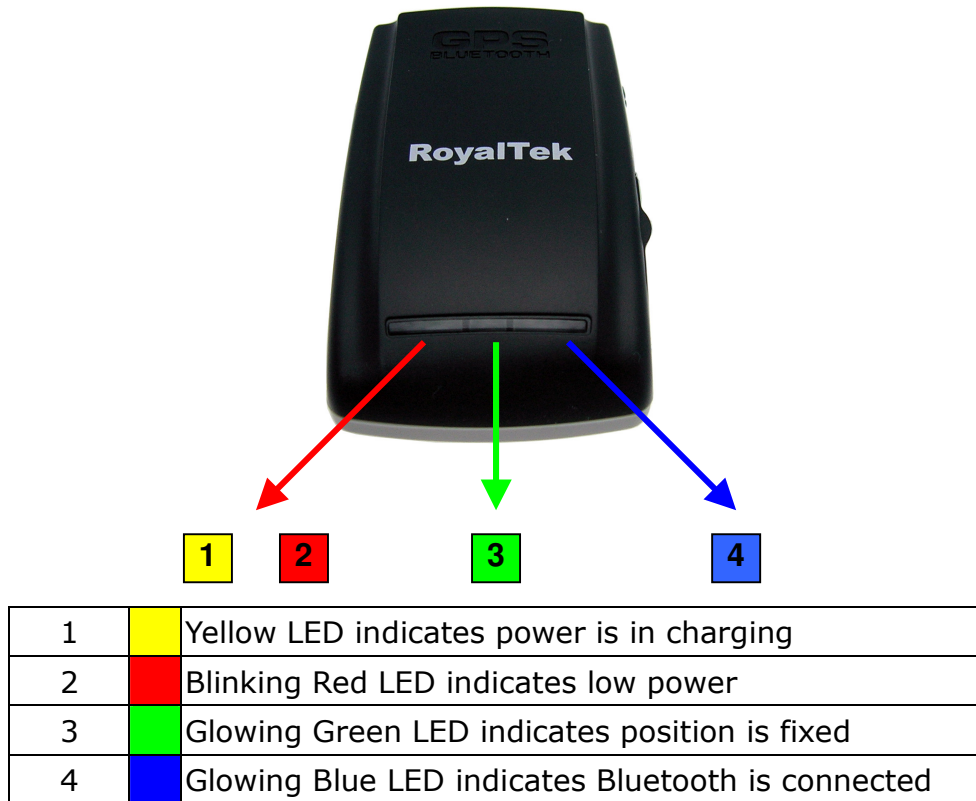 GPS
BLUETOOTH
RoyalTek
1 2 3 4
1 Yellow LED indicates power is in charging
2 Blinking Red LED indicates low power
3 Glowing Green LED indicates position is fixed
4 Glowing Blue LED indicates Bluetooth is connected